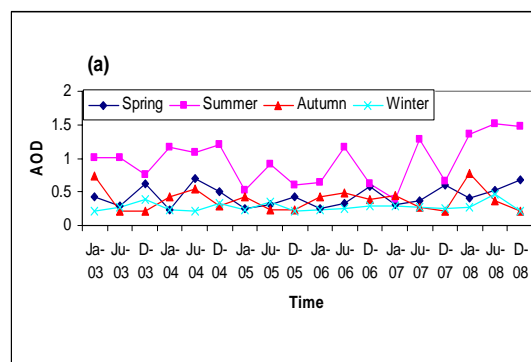 (a)
2
Spring Summer Autumn Winter
1.5
1
0.5
0
AOD
Ja- Ju- D- Ja- Ju- D- Ja- Ju- D- Ja- Ju- D- Ja- Ju- D- Ja- Ju- D-
03 03 03 04 04 04 05 05 05 06 06 06 07 07 07 08 08 08
Time